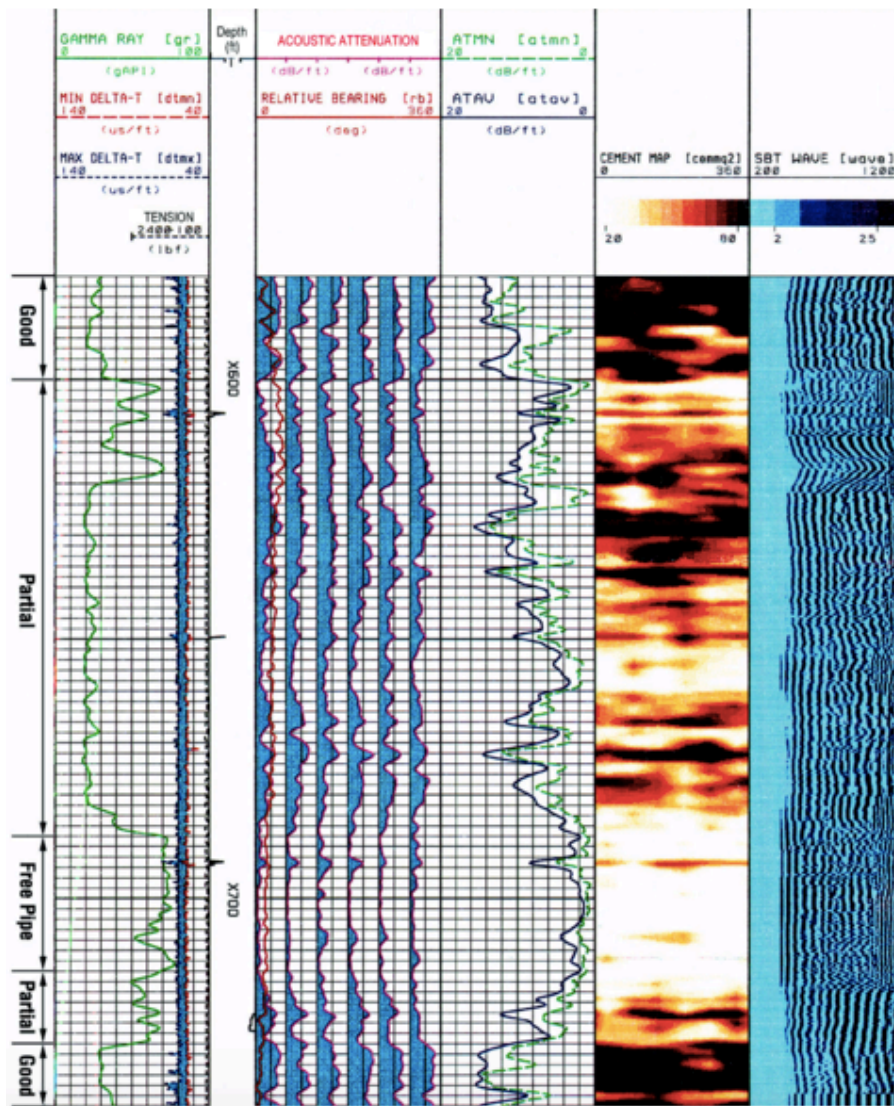 GAMMA RAY [gr]
0 100
(gAPI)
MIN DELTA-T [dtmn]
140 40
(us/ft)
MAX DELTA-T [dtmx]
140 40
(us/ft)
TENSION
2400-100
(lbf)
Depth
(ft)
ACOUSTIC ATTENUATION
(dB/ft) (dB/ft)
RELATIVE BEARING [rb]
0 360
(deg)
ATMN [atmn]
20 0
(dB/ft)
ATAV [atav]
20 0
(dB/ft)
CEMENT MAP [cemmq2]
0 360
20 80
SBT WAVE [wave]
200 1200
2 25
Good
Partial
Free Pipe
Partial
Good
X600
X700